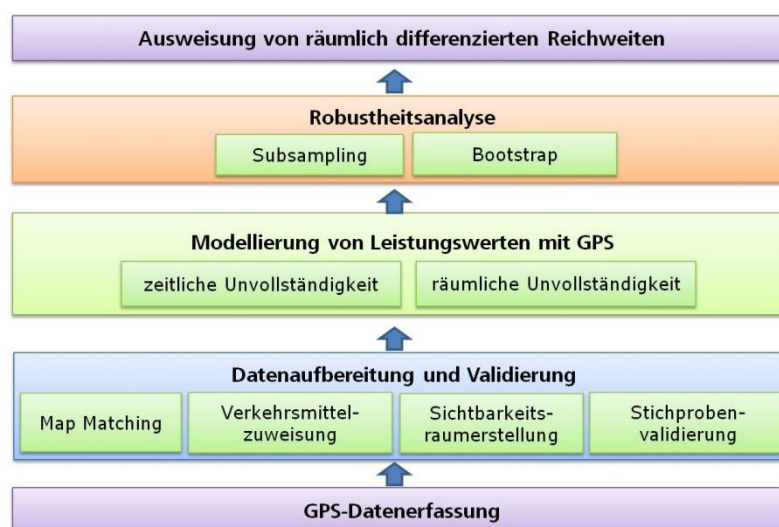 Ausweisung von räumlich differenzierten Reichweiten
Robustheitsanalyse
Subsampling
Bootstrap
Modellierung von Leistungswerten mit GPS
zeitliche Unvollständigkeit
räumliche Unvollständigkeit
Datenaufbereitung und Validierung
Map Matching
Verkehrsmittel-
zuweisung
Sichtbarkeits-
raumerstellung
Stichproben-
validierung
GPS-Datenerfassung